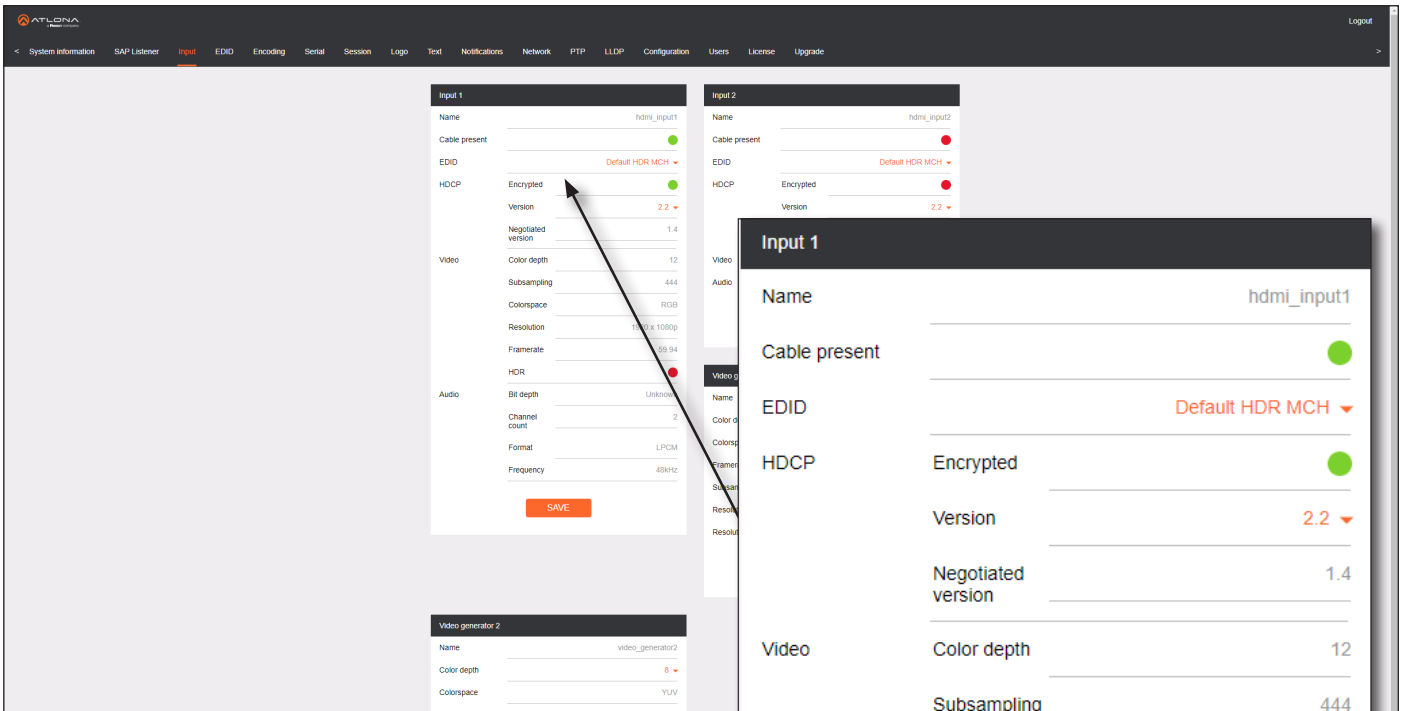 ATLONA
Logout
< System information SAP Listener Input EDID Encoding Serial Session Logo Text Notifications Network PTP LLDP Configuration Users License Upgrade >
Input 1
Name hdmi_input1
Cable present
EDID Default HDR MCH
HDCP Encrypted
Version 2.2
Negotiated
version 1.4
Video Color depth 12
Subsampling 444
Colorspace RGB
Resolution x 1080p
Framerate 59.94
HDR
Audio Bit depth
Channel
count 2
Format LPCM
Frequency 48kHz
SAVE
Input 2
Name hdmi_input2
Cable present
EDID Default HDR MCH
HDCP Encrypted
Version 2.2
Video
Audio
Video
Name
Color
Video generator 2
Name video_generator2
Color depth 8
Colorspace YUV
Input 1
Name hdmi_input1
Cable present
EDID Default HDR MCH
HDCP Encrypted
Version 2.2
Negotiated
version 1.4
Video Color depth 12
Subsampling 444